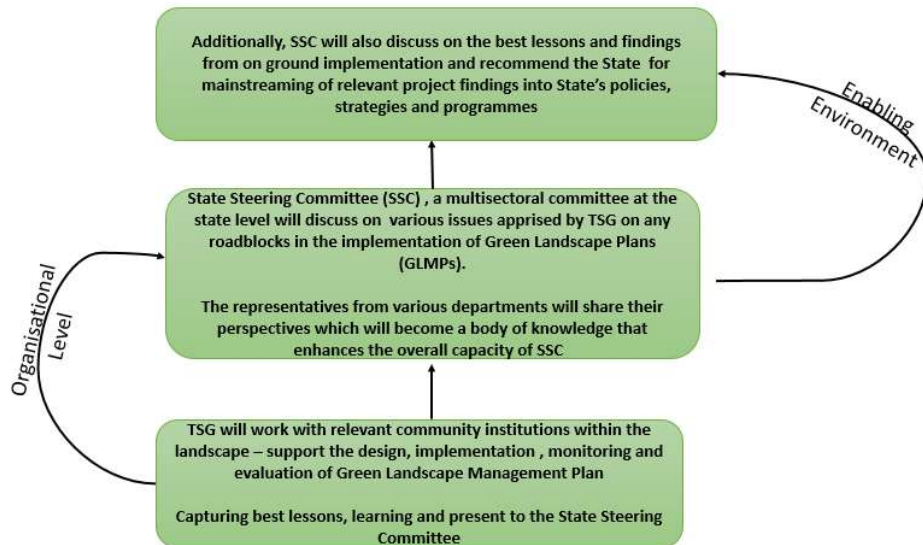 Additionally, SSC will also discuss on the best lessons and findings
from on ground implementation and recommend the State for
mainstreaming of relevant project findings into State's policies,
strategies and programmes
Enabling
Environment
State Steering Committee (SSC) , a multisectoral committee at the
state level will discuss on various issues apprised by TSG on any
roadblocks in the implementation of Green Landscape Plans
(GLMPs).
The representatives from various departments will share their
perspectives which will become a body of knowledge that
enhances the overall capacity of SSC
Organisational
Level
TSG will work with relevant community institutions within the
landscape – support the design, implementation , monitoring and
evaluation of Green Landscape Management Plan
Capturing best lessons, learning and present to the State Steering
Committee